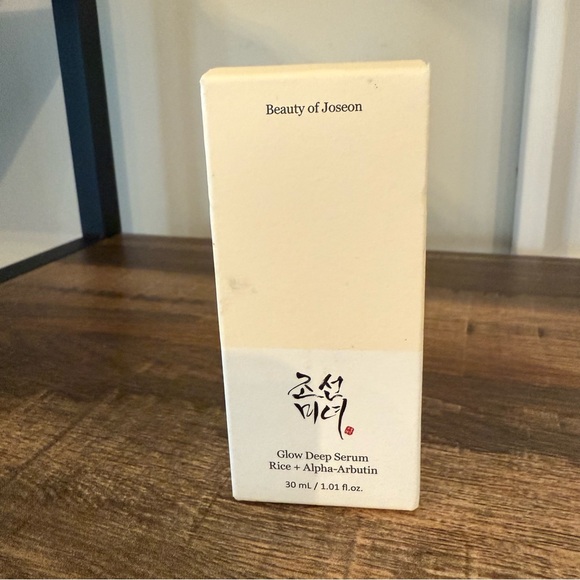 Beauty of Joseon
조선
미녀
Glow Deep Serum
Rice + Alpha-Arbutin
30 mL / 1.01 fl.oz.